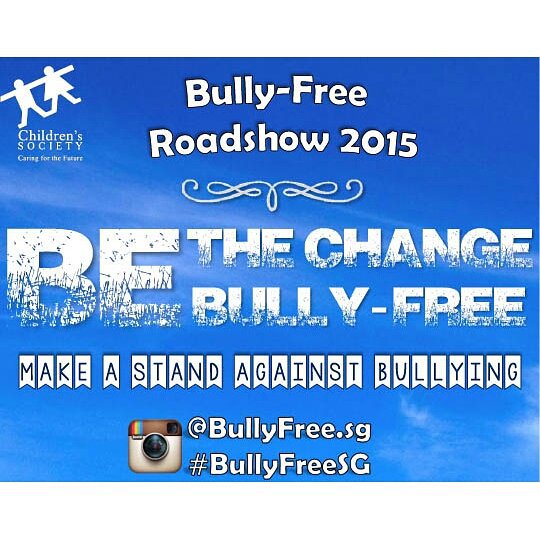 Children's
SOCIETY
Caring for the Future
Bully-Free
Roadshow 2015
BE THE CHANGE
BULLY-FREE
MAKE A STAND AGAINST BULLYING
@BullyFree.sg
#BullyFreeSG